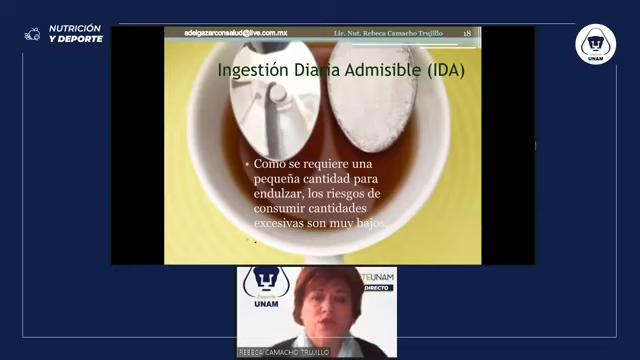 NUTRICIÓN
Y DEPORTE
adelgazarconsalud@live.com.mx
Lic. Nut. Rebeca Camacho Trujillo
18
UNAM
Ingestión Diaria Admisible (IDA)
• Como se requiere una
pequeña cantidad para
endulzar, los riesgos de
consumir cantidades
excesivas son muy bajos.
Deporte
UNAM
TEUNAM
DIRECTO
REBECA CAMACHO TRUJILLO